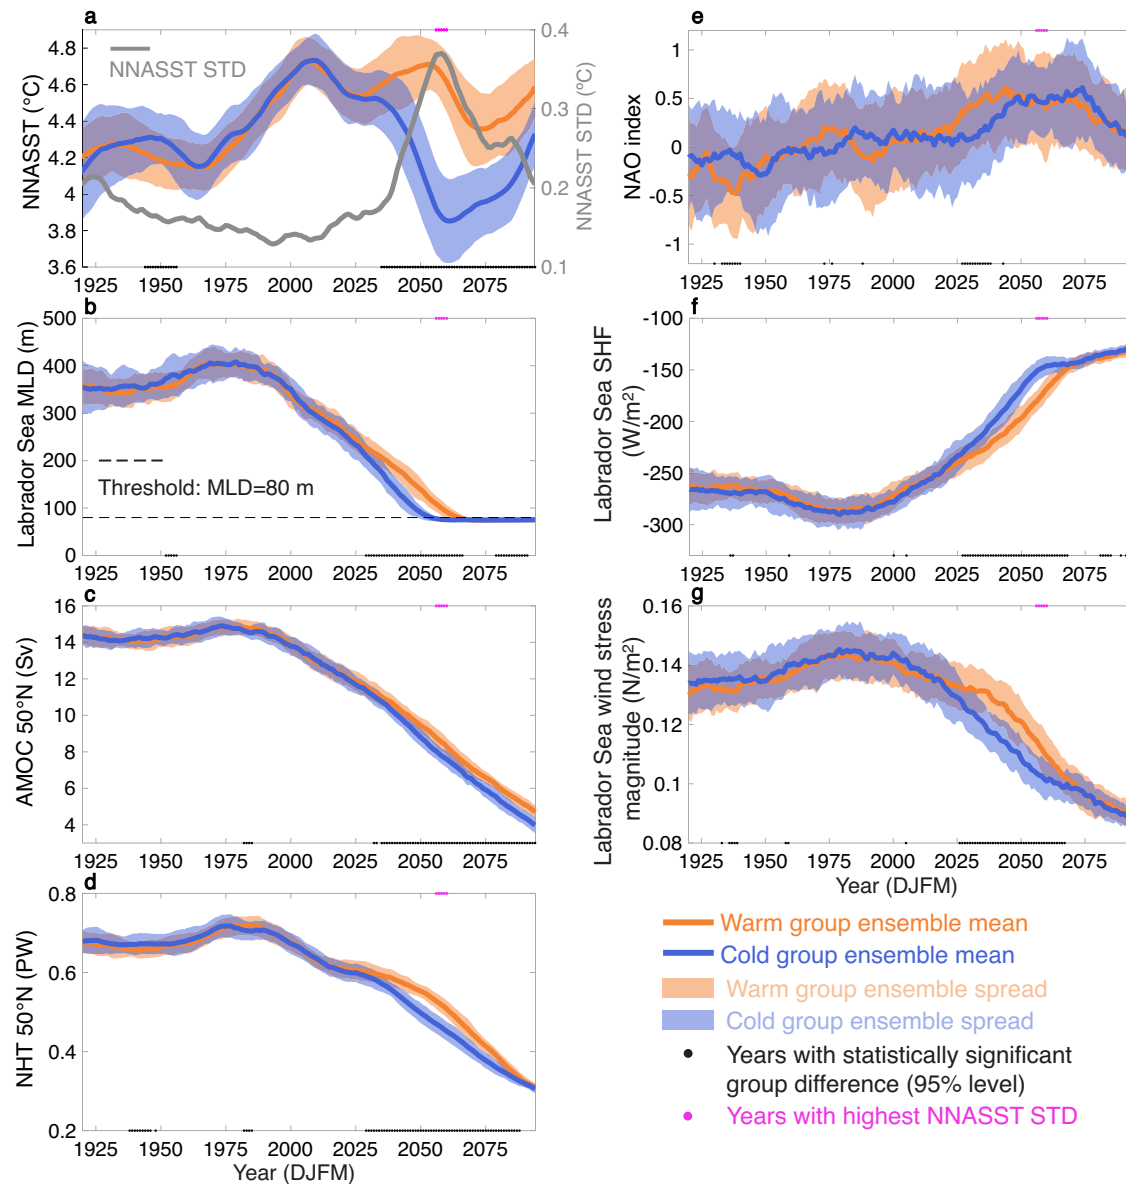 a
NNASST (°C)
4.8
4.6
4.4
4.2
4
3.8
3.6
NNASST STD
0.4
0.3
0.2
0.1
NNASST STD (°C)
1925 1950 1975 2000 2025 2050 2075
b
Labrador Sea MLD (m)
500
400
300
200
100
0
Threshold: MLD=80 m
1925 1950 1975 2000 2025 2050 2075
c
AMOC 50°N (Sv)
16
14
12
10
8
6
4
1925 1950 1975 2000 2025 2050 2075
d
NHT 50°N (PW)
0.8
0.6
0.4
0.2
1925 1950 1975 2000 2025 2050 2075
Year (DJFM)
e
NAO index
1
0.5
0
-0.5
-1
1925 1950 1975 2000 2025 2050 2075
f
Labrador Sea SHF
(W/m²)
-100
-150
-200
-250
-300
1925 1950 1975 2000 2025 2050 2075
g
Labrador Sea wind stress
magnitude (N/m²)
0.16
0.14
0.12
0.1
0.08
1925 1950 1975 2000 2025 2050 2075
Year (DJFM)
Warm group ensemble mean
Cold group ensemble mean
Warm group ensemble spread
Cold group ensemble spread
Years with statistically significant
group difference (95% level)
Years with highest NNASST STD